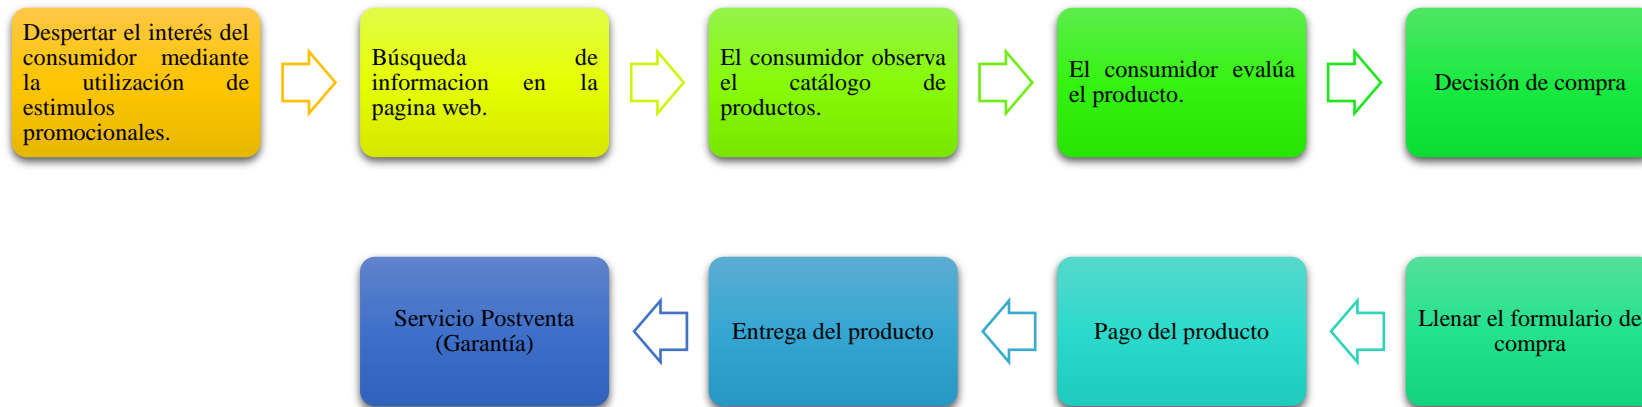 Despertar el interés del
consumidor mediante
la utilización de
estimulos
promocionales.
Búsqueda de
informacion en la
pagina web.
El consumidor observa
el catálogo de
productos.
El consumidor evalúa
el producto.
Decisión de compra
Servicio Postventa
(Garantía)
Entrega del producto
Pago del producto
Llenar el formulario de
compra